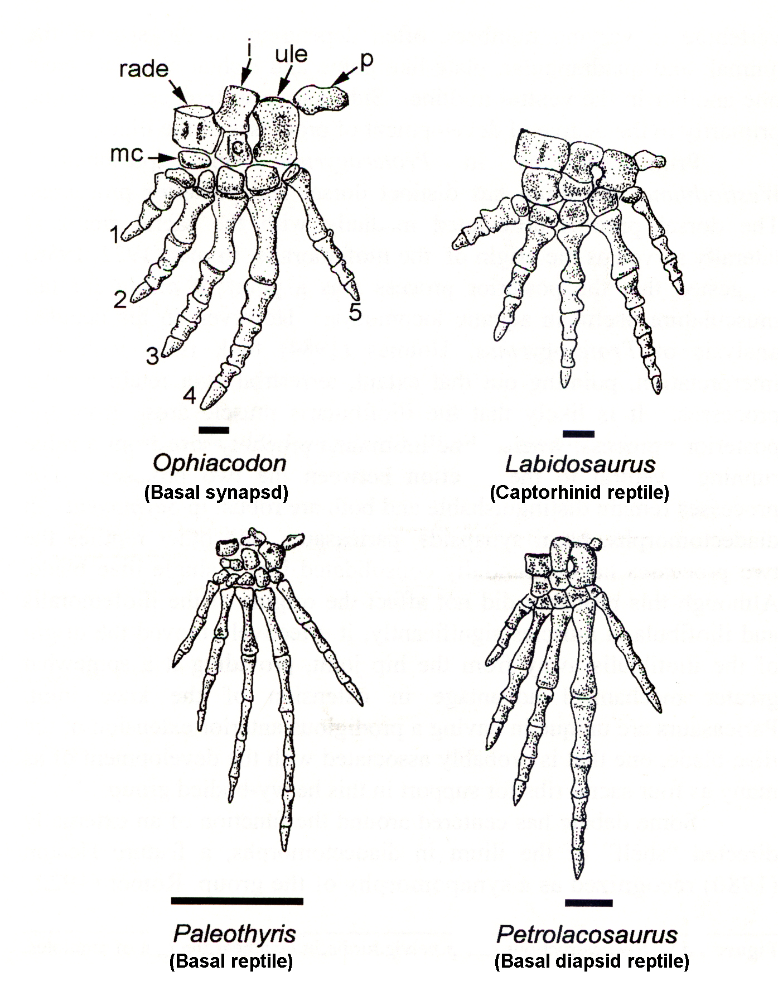 i
ule
p
rade
lc
mc
1
2
3
4
5
Ophiacodon
(Basal synapsd)
Labidosaurus
(Captorhinid reptile)
Paleothyris
(Basal reptile)
Petrolacosaurus
(Basal diapsid reptile)